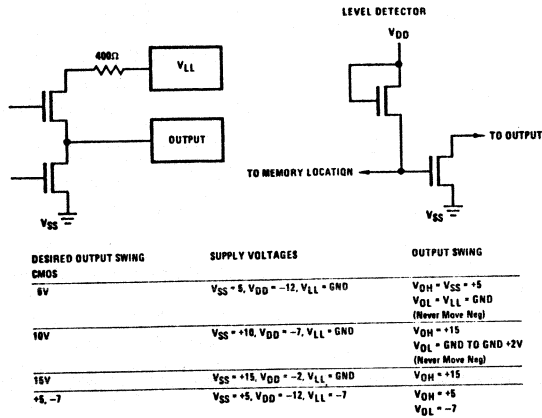 LEVEL DETECTOR
VDD
400Ω
VLL
OUTPUT
TO OUTPUT
TO MEMORY LOCATION
VSS
VSS
DESIRED OUTPUT SWING CMOS
SUPPLY VOLTAGES
OUTPUT SWING
5V
VSS = 5, VDD = -12, VLL = GND
VOH = VSS = +5
VOL = VLL = GND
(Never Move Neg)
10V
VSS = +10, VDD = -7, VLL = GND
VOH = +15
VOL = GND TO GND +2V
(Never Move Neg)
15V
VSS = +15, VDD = -2, VLL = GND
VOH = +15
+5, -7
VSS = +5, VDD = -12, VLL = -7
VOH = +5
VOL = -7